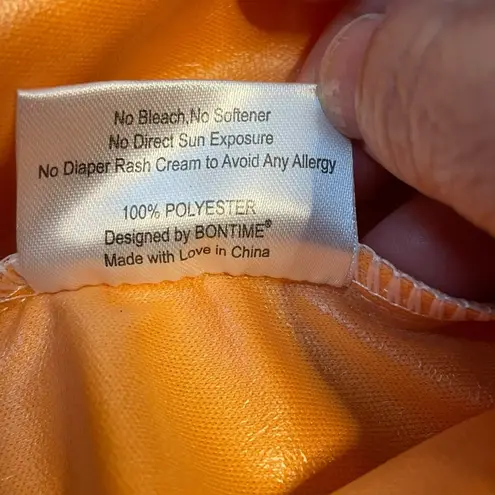 No Bleach,No Softener
No Direct Sun Exposure
No Diaper Rash Cream to Avoid Any Allergy
100% POLYESTER
Designed by BONTIME®
Made with Love in China